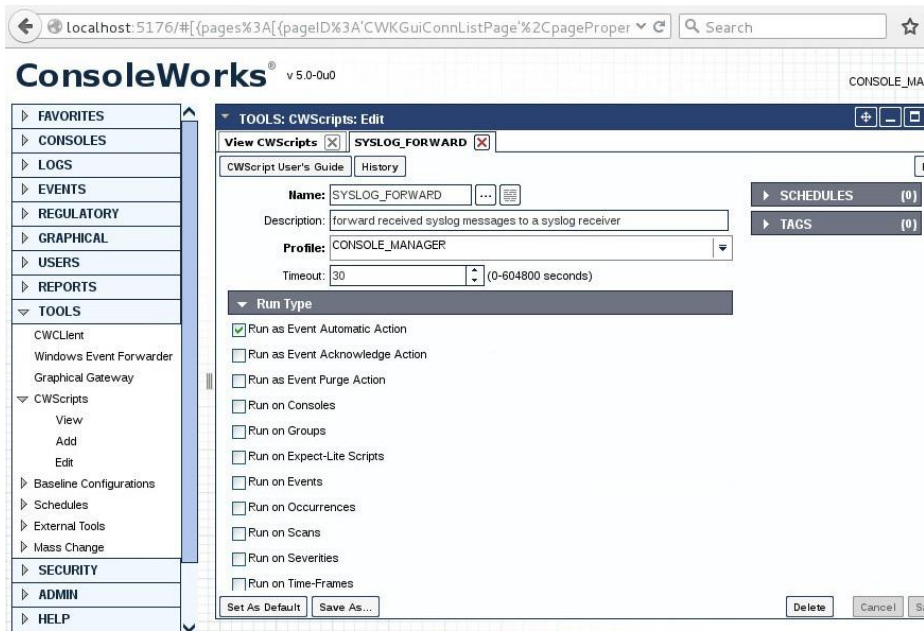 localhost:5176/#[{pages%3A[{pageID%3A'CWKGuiConnListPage'%2CpageProper
Search
ConsoleWorks® v 5.0-0u0
CONSOLE_MA
FAVORITES
CONSOLES
LOGS
EVENTS
REGULATORY
GRAPHICAL
USERS
REPORTS
TOOLS
CWCLIent
Windows Event Forwarder
Graphical Gateway
CWScripts
View
Add
Edit
Baseline Configurations
Schedules
External Tools
Mass Change
SECURITY
ADMIN
HELP
TOOLS: CWScripts: Edit
View CWScripts
SYSLOG_FORWARD
CWScript User's Guide
History
Name: SYSLOG_FORWARD ...
Description: forward received syslog messages to a syslog receiver
Profile: CONSOLE_MANAGER
Timeout: 30 (0-604800 seconds)
Run Type
Run as Event Automatic Action
Run as Event Acknowledge Action
Run as Event Purge Action
Run on Consoles
Run on Groups
Run on Expect-Lite Scripts
Run on Events
Run on Occurrences
Run on Scans
Run on Severities
Run on Time-Frames
SCHEDULES (0)
TAGS (0)
Set As Default
Save As...
Delete
Cancel